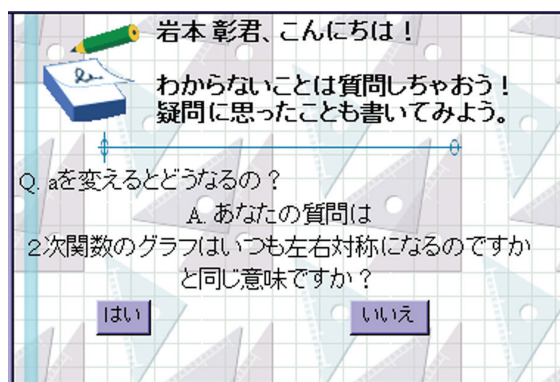 岩本 彰君、こんにちは！
わからないことは質問しちゃおう！
疑問に思ったことも書いてみよう。
Q. aを変えるとどうなるの？
A. あなたの質問は
2次関数のグラフはいつも左右対称になるのですか
と同じ意味ですか？
はい
いいえ